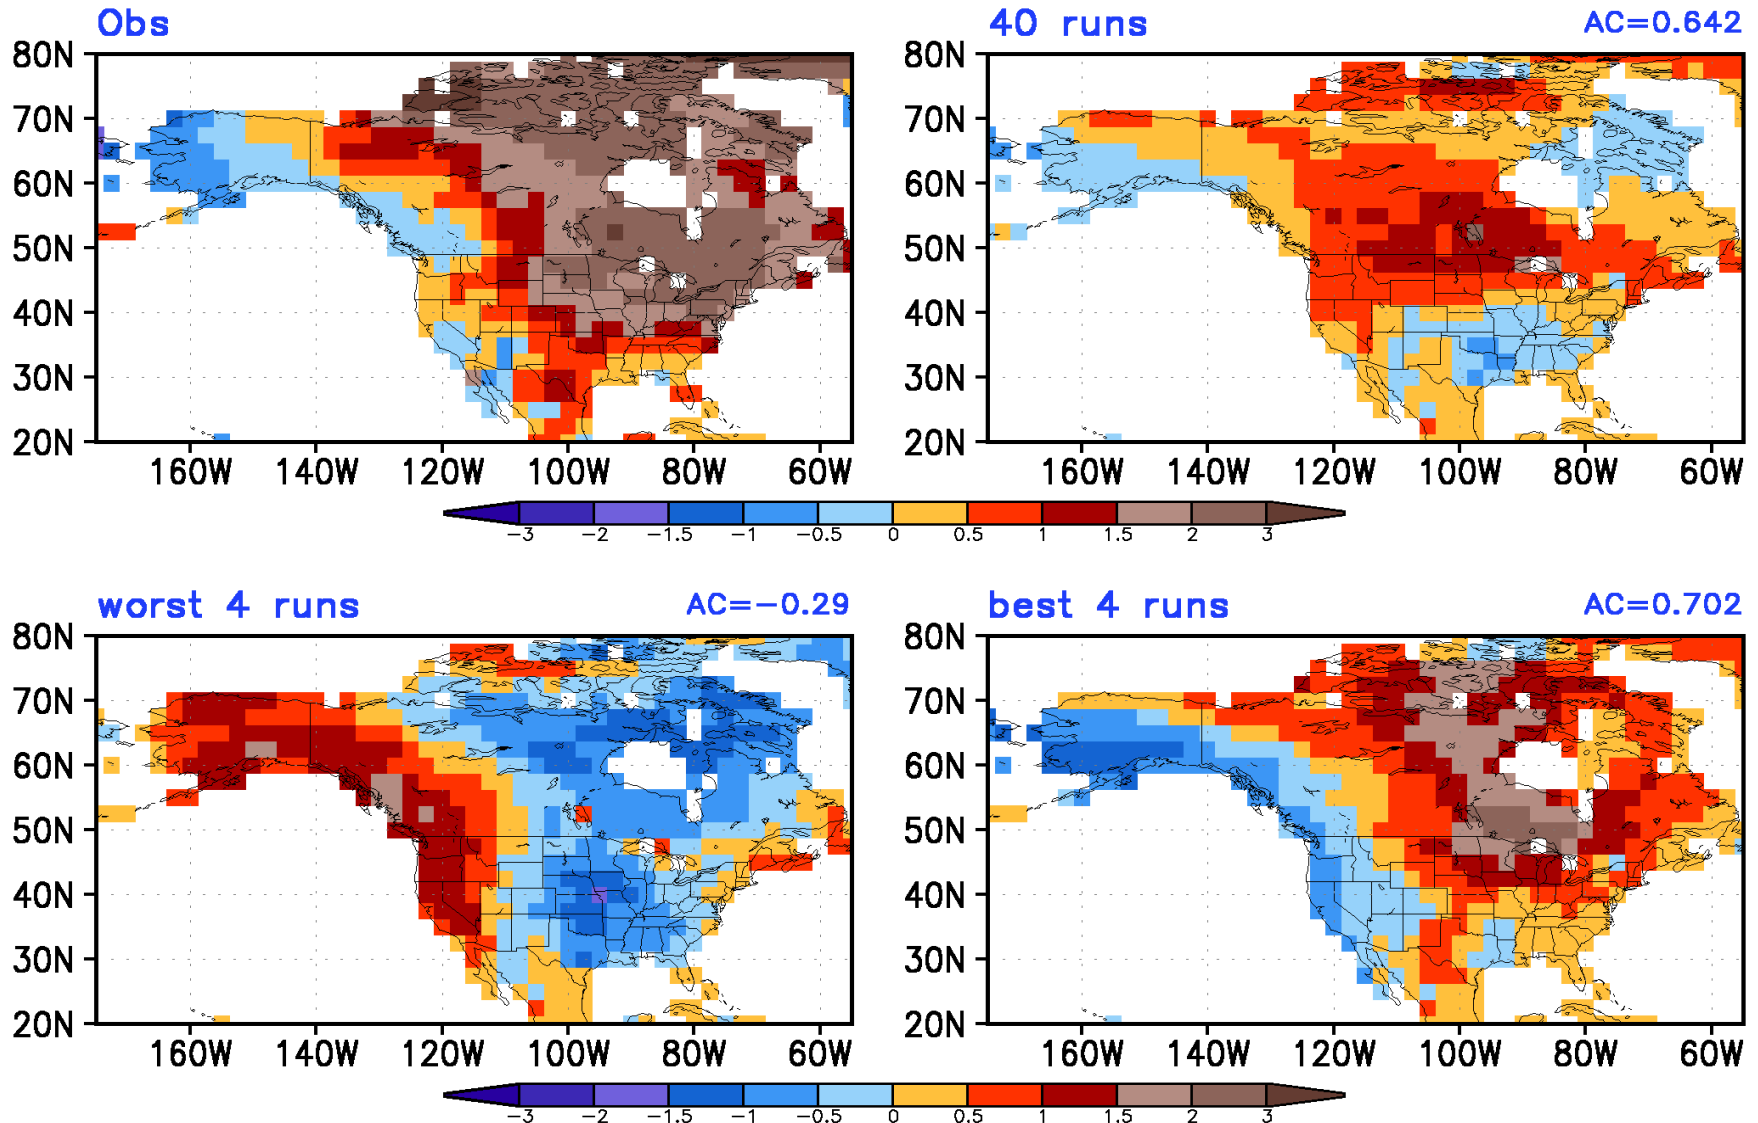 Obs
80N
70N
60N
50N
40N
30N
20N
160W 140W 120W 100W 80W 60W
40 runs AC=0.642
80N
70N
60N
50N
40N
30N
20N
160W 140W 120W 100W 80W 60W
-3 -2 -1.5 -1 -0.5 0 0.5 1 1.5 2 3
worst 4 runs AC=-0.29
80N
70N
60N
50N
40N
30N
20N
160W 140W 120W 100W 80W 60W
best 4 runs AC=0.702
80N
70N
60N
50N
40N
30N
20N
160W 140W 120W 100W 80W 60W
-3 -2 -1.5 -1 -0.5 0 0.5 1 1.5 2 3